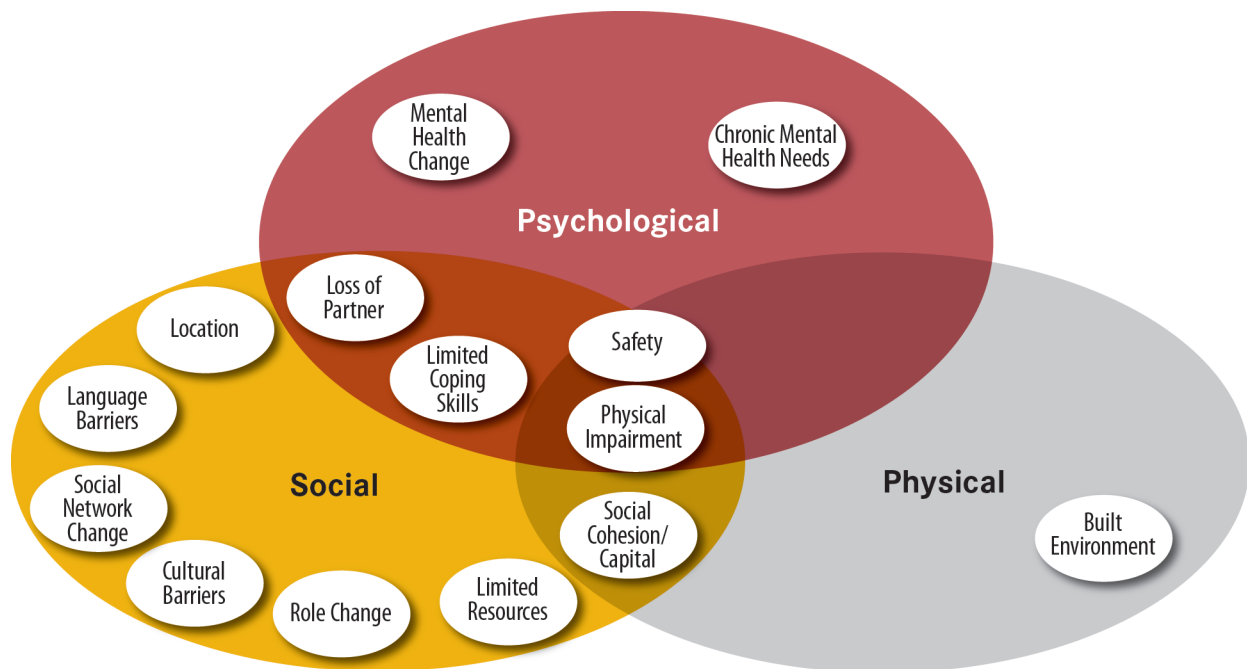 Mental
Health
Change
Chronic Mental
Health Needs
Psychological
Loss of
Partner
Location
Safety
Limited
Coping
Skills
Language
Barriers
Physical
Impairment
Social
Physical
Social
Network
Change
Social
Cohesion/
Capital
Built
Environment
Cultural
Barriers
Role Change
Limited
Resources